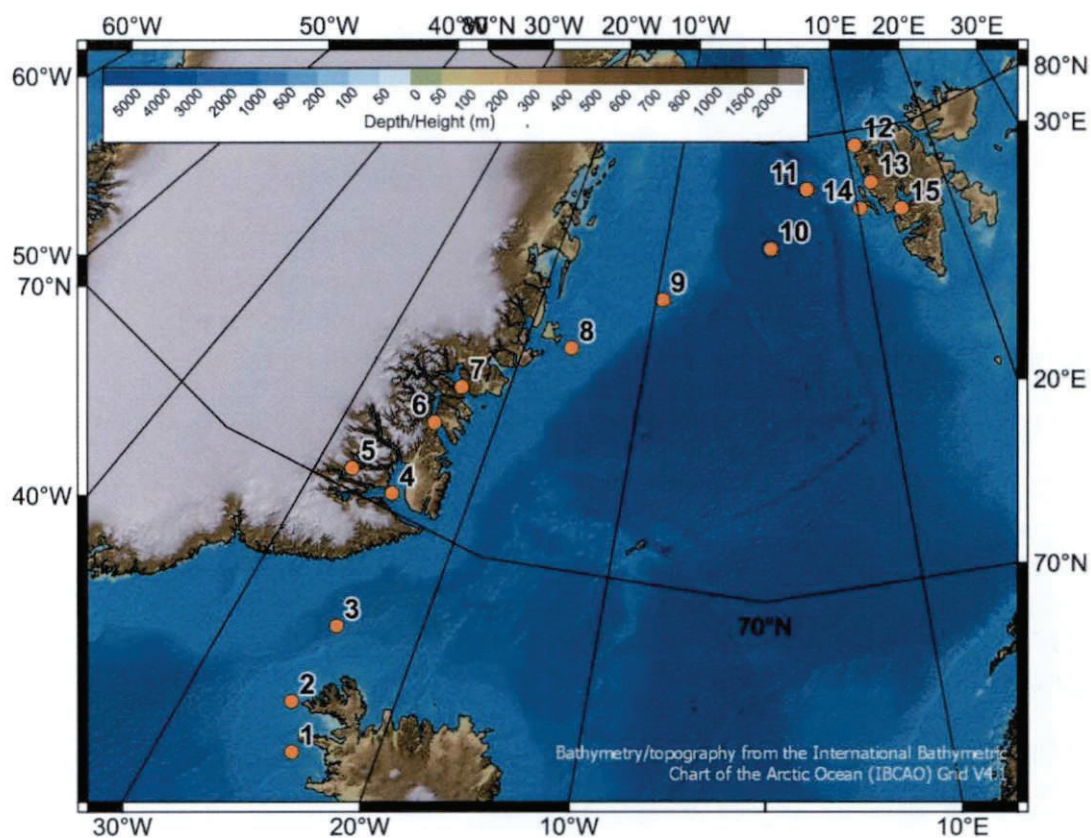 60°W 50°W 40°W 80°N 30°W 20°W 10°W 10°E 20°E 30°E
60°W
80°N
5000 4000 3000 2000 1000 500 200 100 50 0 50 100 200 300 400 500 600 700 800 1000 1500 2000
Depth/Height (m)
30°E
12
13
11
14
15
10
50°W
70°N
9
8
7
20°E
6
5
4
40°W
70°N
3
70°N
2
1
Bathymetry/topography from the International Bathymetric
Chart of the Arctic Ocean (IBCAO) Grid V4.1
30°W 20°W 10°W 10°E